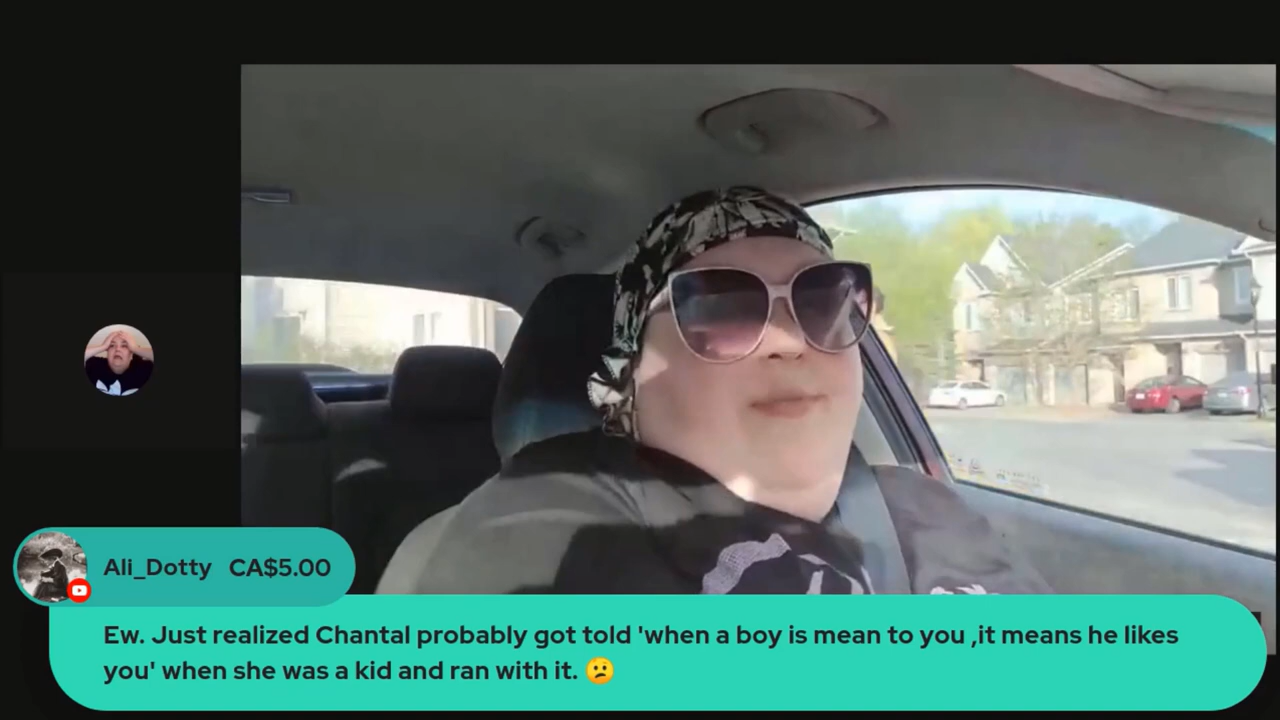 Ali_Dotty CA$5.00
Ew. Just realized Chantal probably got told 'when a boy is mean to you ,it means he likes
you' when she was a kid and ran with it. 😕